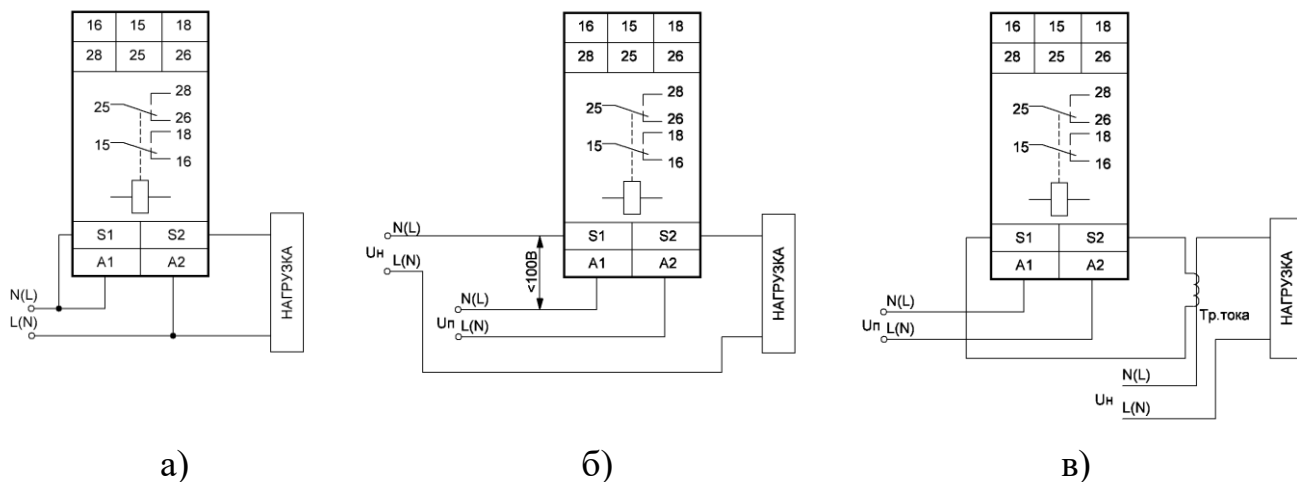 16 15 18
28 25 26
28
25
26
18
15
16
S1 S2
A1 A2
N(L)
L(N)
НАГРУЗКА
а)
16 15 18
28 25 26
28
25
26
18
15
16
N(L)
S1 S2
Uн
L(N)
A1 A2
<100В
N(L)
Uп
L(N)
НАГРУЗКА
б)
16 15 18
28 25 26
28
25
26
18
15
16
S1 S2
A1 A2
N(L)
Uп
L(N)
Тр.тока
N(L)
Uн
L(N)
НАГРУЗКА
в)